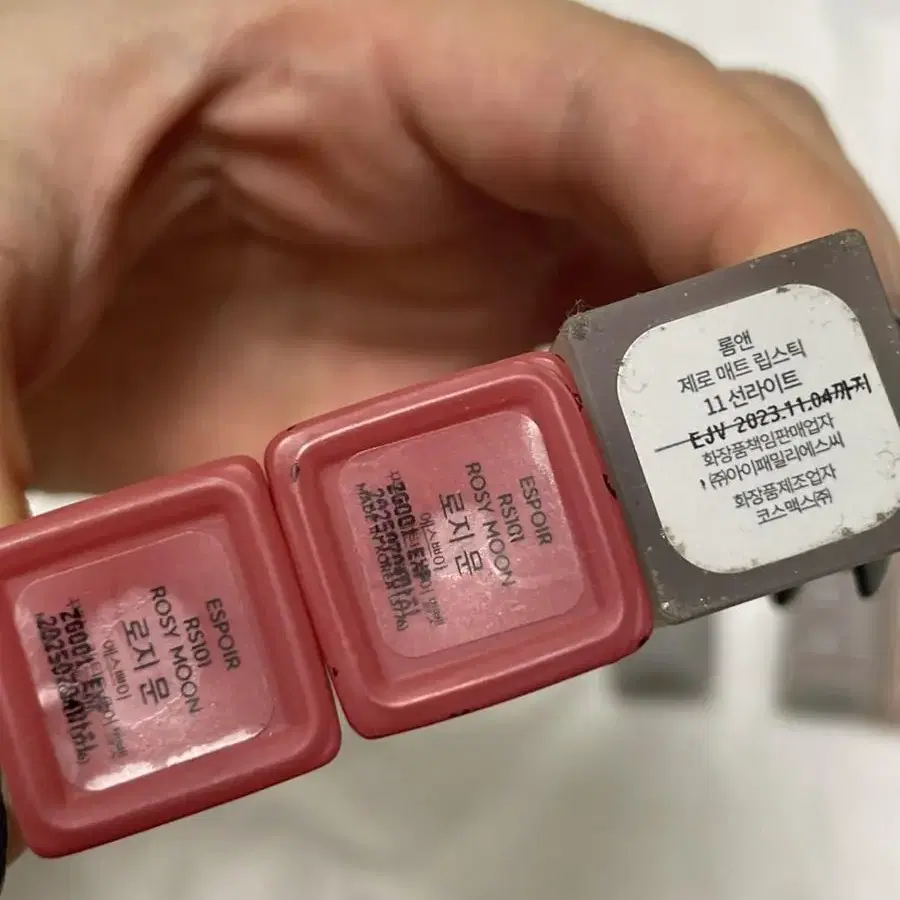 ESPOIR
RS101
ROSY MOON
로지 문
에스쁘아
ESPOIR
RS101
ROSY MOON
로지 문
에스쁘아
롬앤
제로 매트 립스틱
11 선라이트
EJV 2023.11.04까지
화장품책임판매업자
(주)아이패밀리에스씨
화장품제조업자
코스맥스(주)